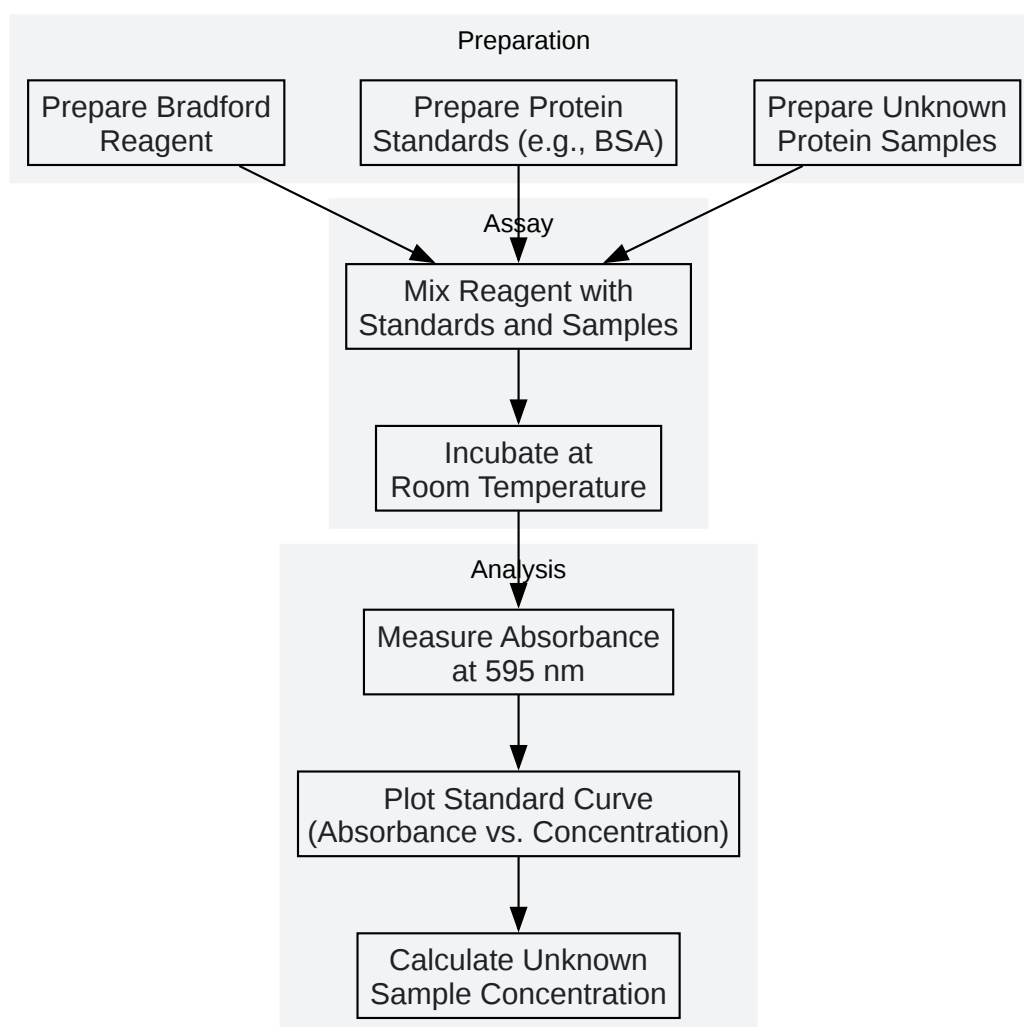 Preparation
Prepare Bradford
Reagent
Prepare Protein
Standards (e.g., BSA)
Prepare Unknown
Protein Samples
Assay
Mix Reagent with
Standards and Samples
Incubate at
Room Temperature
Analysis
Measure Absorbance
at 595 nm
Plot Standard Curve
(Absorbance vs. Concentration)
Calculate Unknown
Sample Concentration